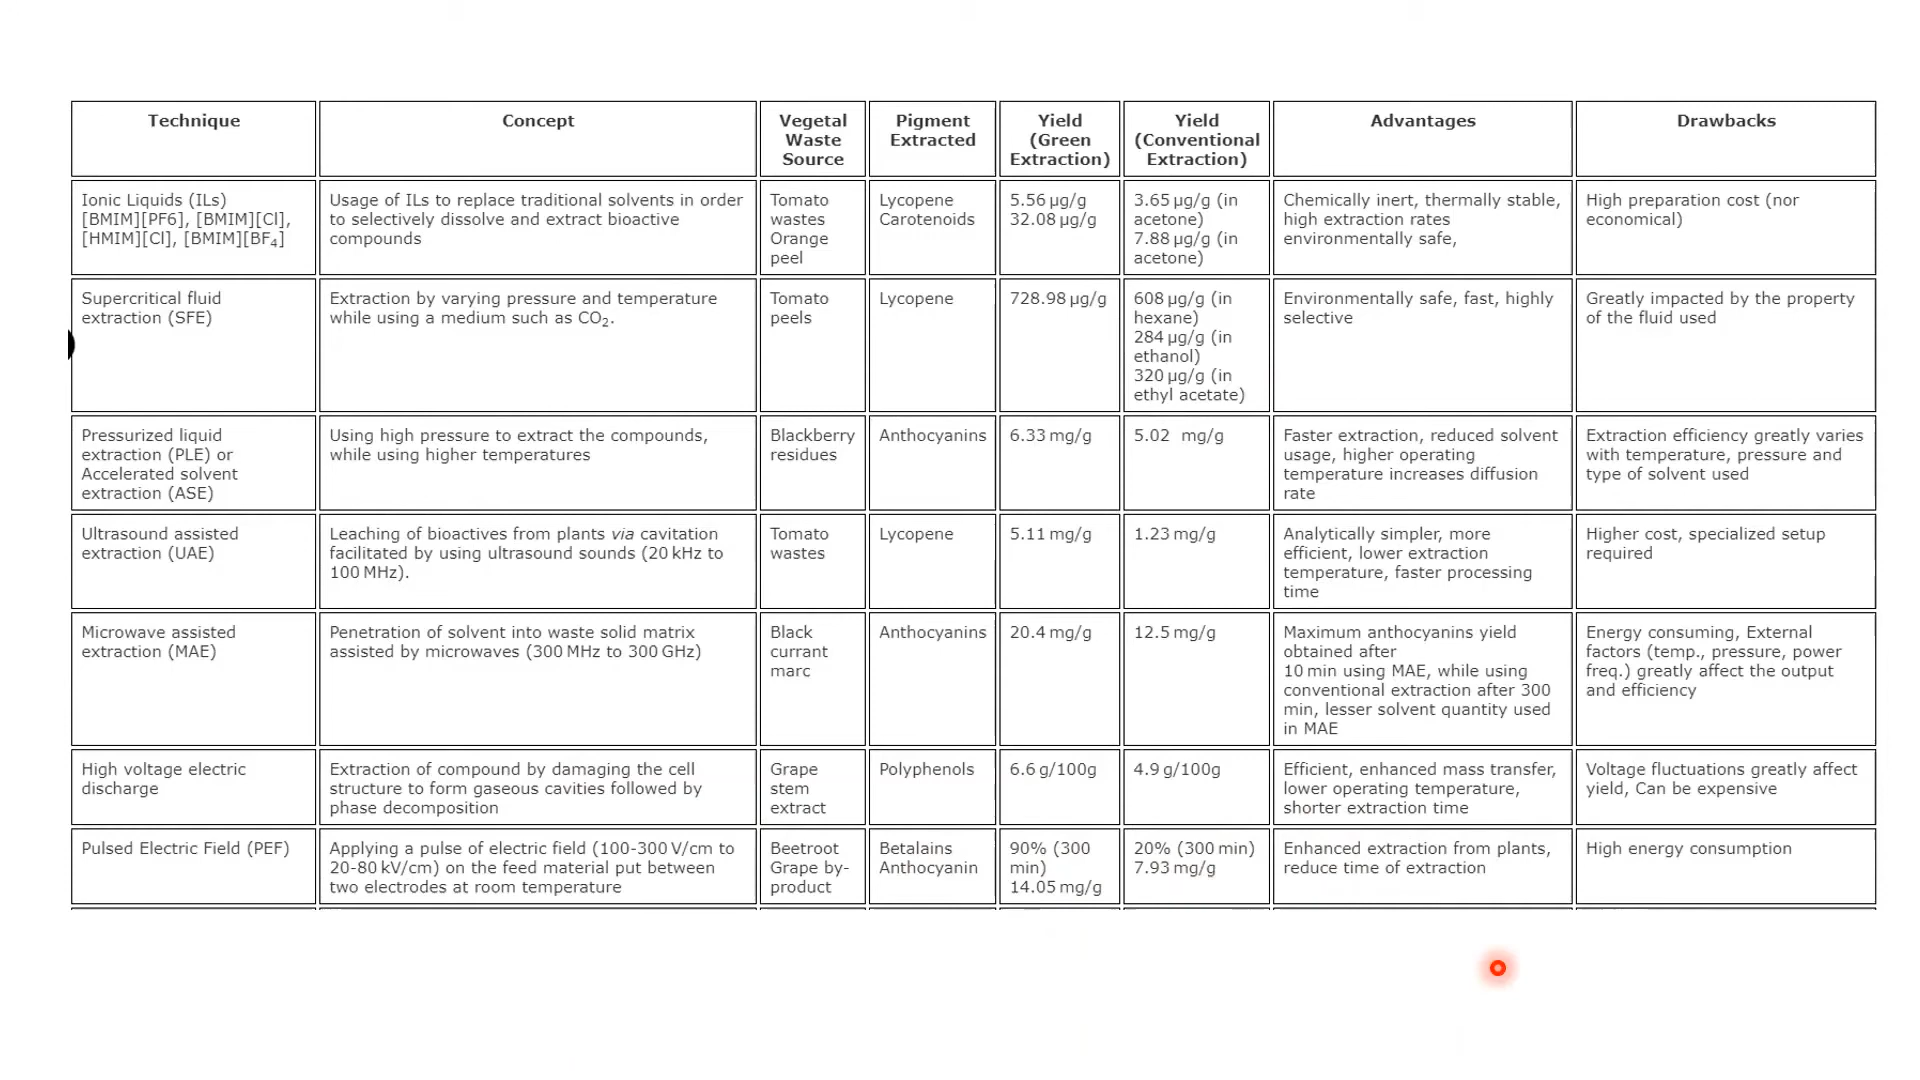 Technique
Concept
Vegetal
Waste
Source
Pigment
Extracted
Yield
(Green
Extraction)
Yield
(Conventional
Extraction)
Advantages
Drawbacks
Ionic Liquids (ILs)
[BMIM][PF6], [BMIM][Cl],
[HMIM][Cl], [BMIM][BF4]
Usage of ILs to replace traditional solvents in order
to selectively dissolve and extract bioactive
compounds
Tomato
wastes
Orange
peel
Lycopene
Carotenoids
5.56 µg/g
32.08 µg/g
3.65 µg/g (in
acetone)
7.88 µg/g (in
acetone)
Chemically inert, thermally stable,
high extraction rates
environmentally safe,
High preparation cost (nor
economical)
Supercritical fluid
extraction (SFE)
Extraction by varying pressure and temperature
while using a medium such as CO2.
Tomato
peels
Lycopene
728.98 µg/g
608 µg/g (in
hexane)
284 µg/g (in
ethanol)
320 µg/g (in
ethyl acetate)
Environmentally safe, fast, highly
selective
Greatly impacted by the property
of the fluid used
Pressurized liquid
extraction (PLE) or
Accelerated solvent
extraction (ASE)
Using high pressure to extract the compounds,
while using higher temperatures
Blackberry
residues
Anthocyanins
6.33 mg/g
5.02 mg/g
Faster extraction, reduced solvent
usage, higher operating
temperature increases diffusion
rate
Extraction efficiency greatly varies
with temperature, pressure and
type of solvent used
Ultrasound assisted
extraction (UAE)
Leaching of bioactives from plants via cavitation
facilitated by using ultrasound sounds (20 kHz to
100 MHz).
Tomato
wastes
Lycopene
5.11 mg/g
1.23 mg/g
Analytically simpler, more
efficient, lower extraction
temperature, faster processing
time
Higher cost, specialized setup
required
Microwave assisted
extraction (MAE)
Penetration of solvent into waste solid matrix
assisted by microwaves (300 MHz to 300 GHz)
Black
currant
marc
Anthocyanins
20.4 mg/g
12.5 mg/g
Maximum anthocyanins yield
obtained after
10 min using MAE, while using
conventional extraction after 300
min, lesser solvent quantity used
in MAE
Energy consuming, External
factors (temp., pressure, power
freq.) greatly affect the output
and efficiency
High voltage electric
discharge
Extraction of compound by damaging the cell
structure to form gaseous cavities followed by
phase decomposition
Grape
stem
extract
Polyphenols
6.6 g/100g
4.9 g/100g
Efficient, enhanced mass transfer,
lower operating temperature,
shorter extraction time
Voltage fluctuations greatly affect
yield, Can be expensive
Pulsed Electric Field (PEF)
Applying a pulse of electric field (100-300 V/cm to
20-80 kV/cm) on the feed material put between
two electrodes at room temperature
Beetroot
Grape by-
product
Betalains
Anthocyanin
90% (300
min)
14.05 mg/g
20% (300 min)
7.93 mg/g
Enhanced extraction from plants,
reduce time of extraction
High energy consumption